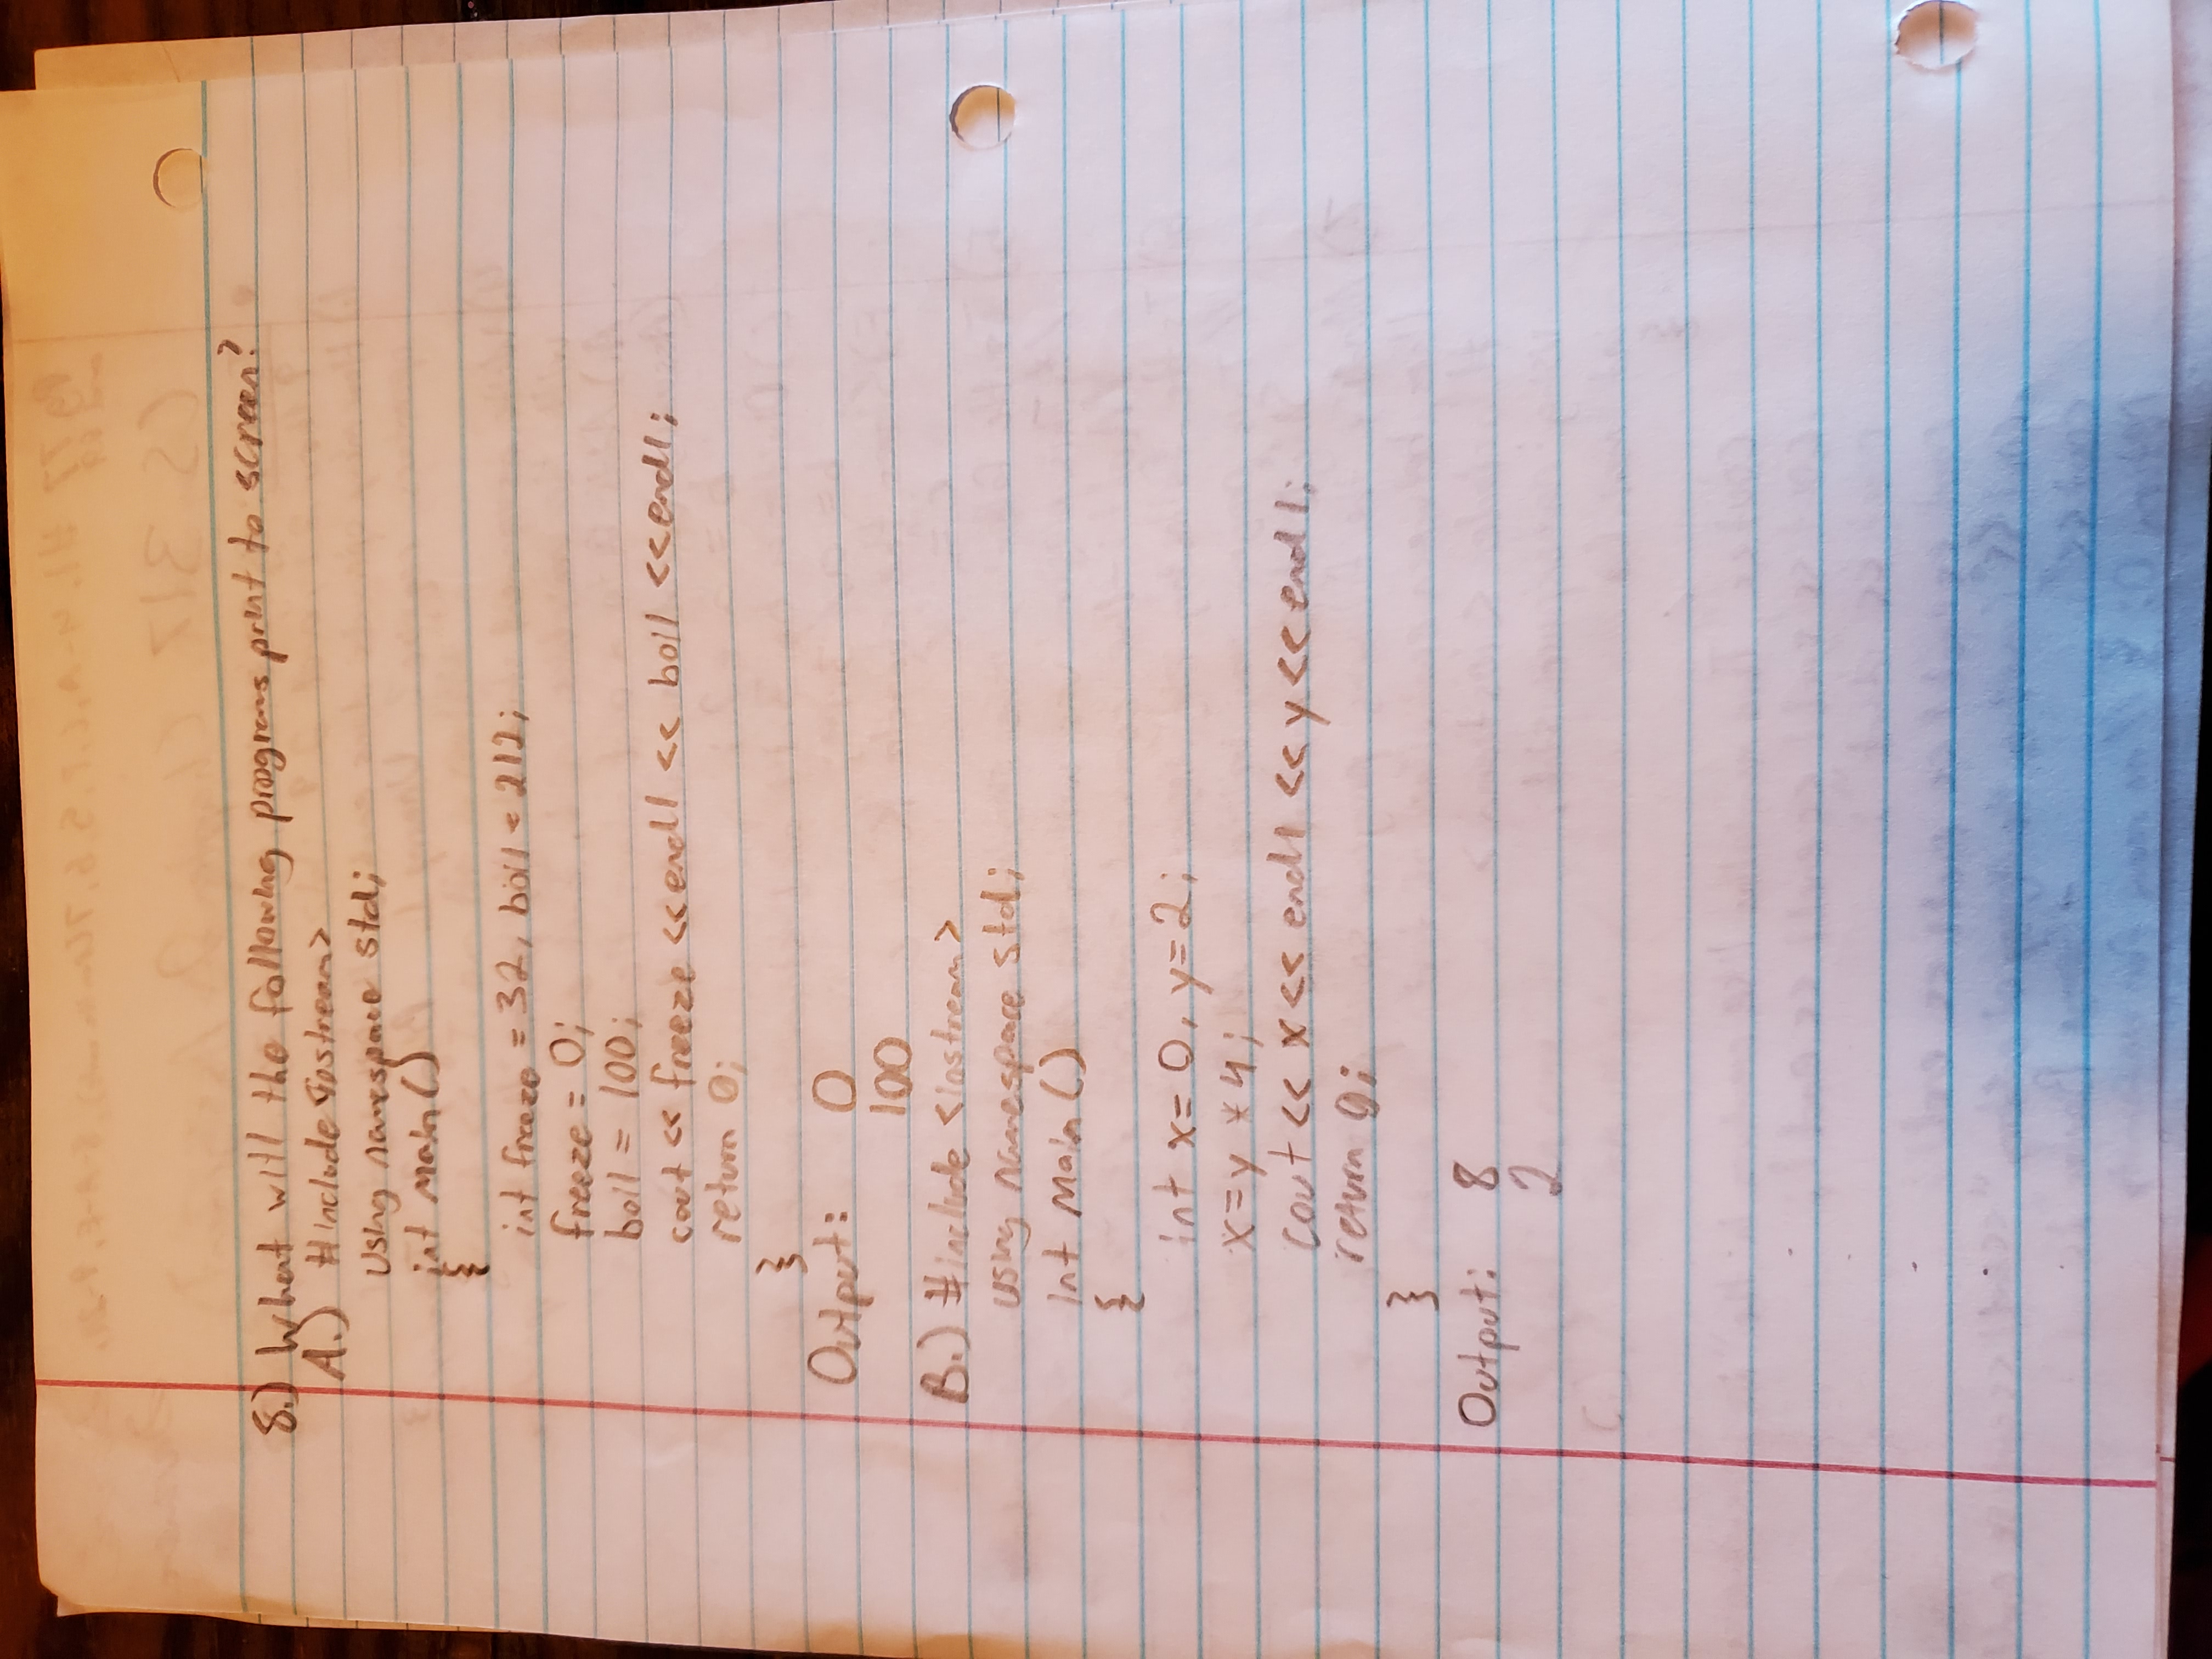 8.) What will the following programs print to screen?
A.) #include <iostream>
using namespace std;
int main()
{
int freeze = 32, boil = 212;
freeze = 0;
boil = 100;
cout << freeze << endl << boil << endl;
return 0;
}
Output: 0
100
B.) #include <iostream>
using namespace std;
int main()
{
int x= 0, y=2;
x=y *4;
cout << x<< endl << y<< endl;
return 0;
}
Output: 8
2